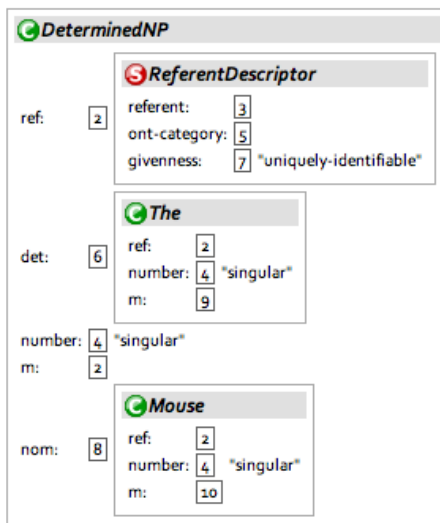 C DeterminedNP
S ReferentDescriptor
ref: 2
referent: 3
ont-category: 5
givenness: 7 "uniquely-identifiable"
C The
det: 6
ref: 2
number: 4 "singular"
m: 9
number: 4 "singular"
m: 2
C Mouse
nom: 8
ref: 2
number: 4 "singular"
m: 10